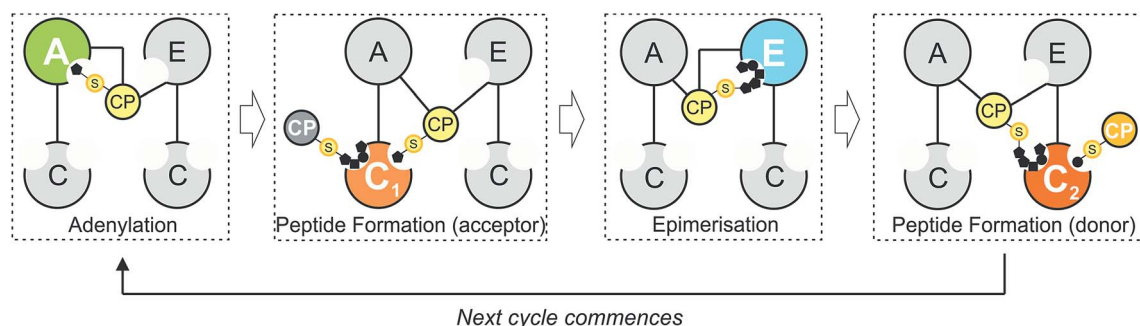 A
E
S
CP
C
C
Adenylation
A
E
CP
CP
S
S
C1
C
Peptide Formation (acceptor)
A
E
CP
S
C
C
Epimerisation
A
E
CP
CP
S
S
C
C2
Peptide Formation (donor)
Next cycle commences